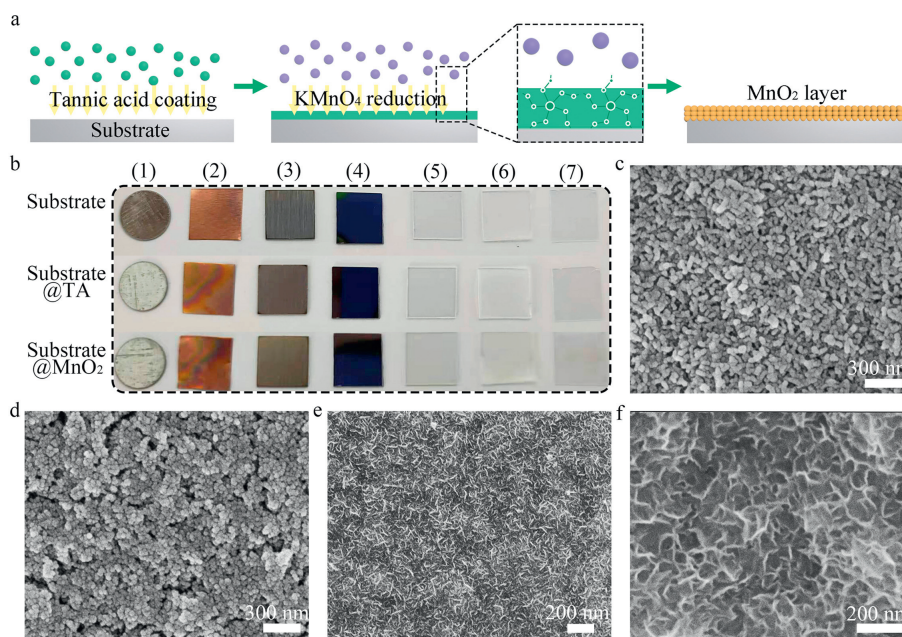 a
Tannic acid coating
Substrate
KMnO₄ reduction
MnO₂ layer
b
(1) (2) (3) (4) (5) (6) (7)
Substrate
Substrate
@TA
Substrate
@MnO₂
c
300 nm
d
300 nm
e
200 nm
f
200 nm